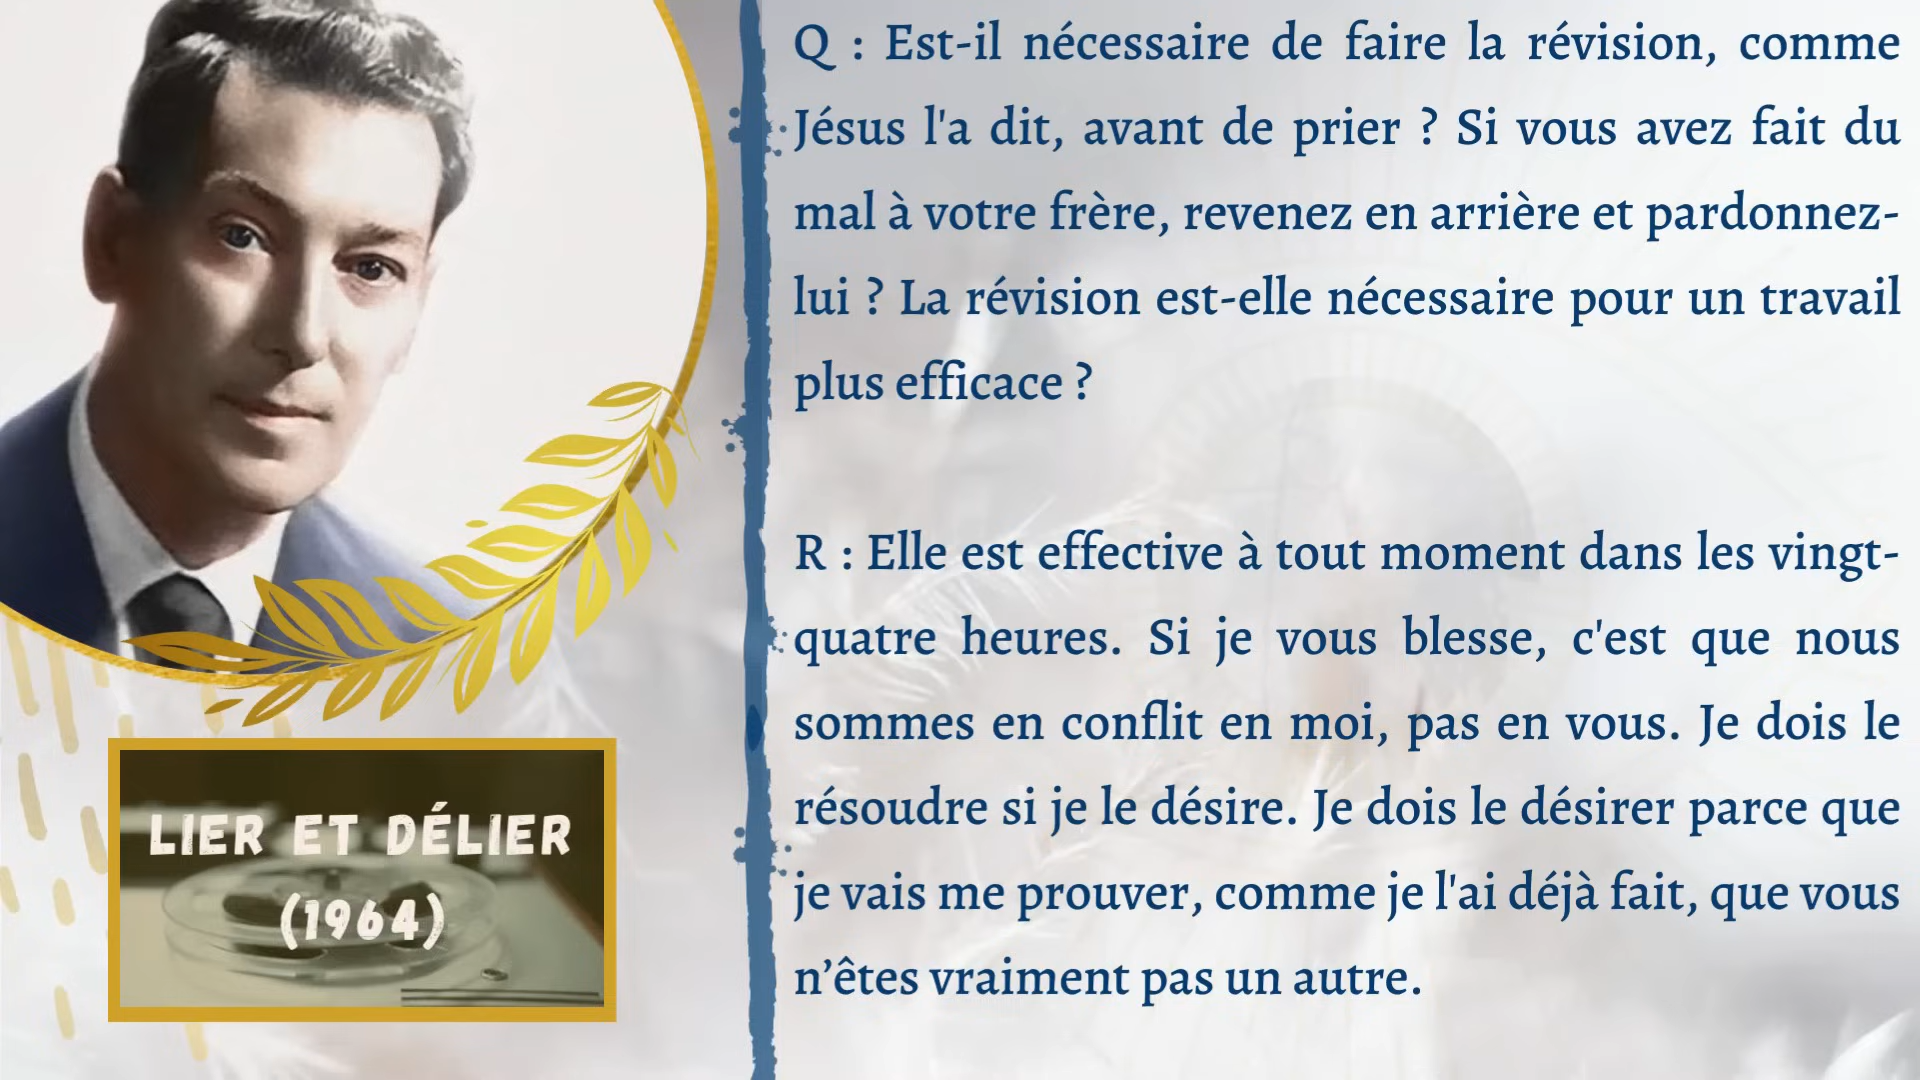 Q : Est-il nécessaire de faire la révision, comme
Jésus l'a dit, avant de prier ? Si vous avez fait du
mal à votre frère, revenez en arrière et pardonnez-
lui ? La révision est-elle nécessaire pour un travail
plus efficace ?
R : Elle est effective à tout moment dans les vingt-
quatre heures. Si je vous blesse, c'est que nous
sommes en conflit en moi, pas en vous. Je dois le
résoudre si je le désire. Je dois le désirer parce que
je vais me prouver, comme je l'ai déjà fait, que vous
n’êtes vraiment pas un autre.
LIER ET DÉLIER
(1964)